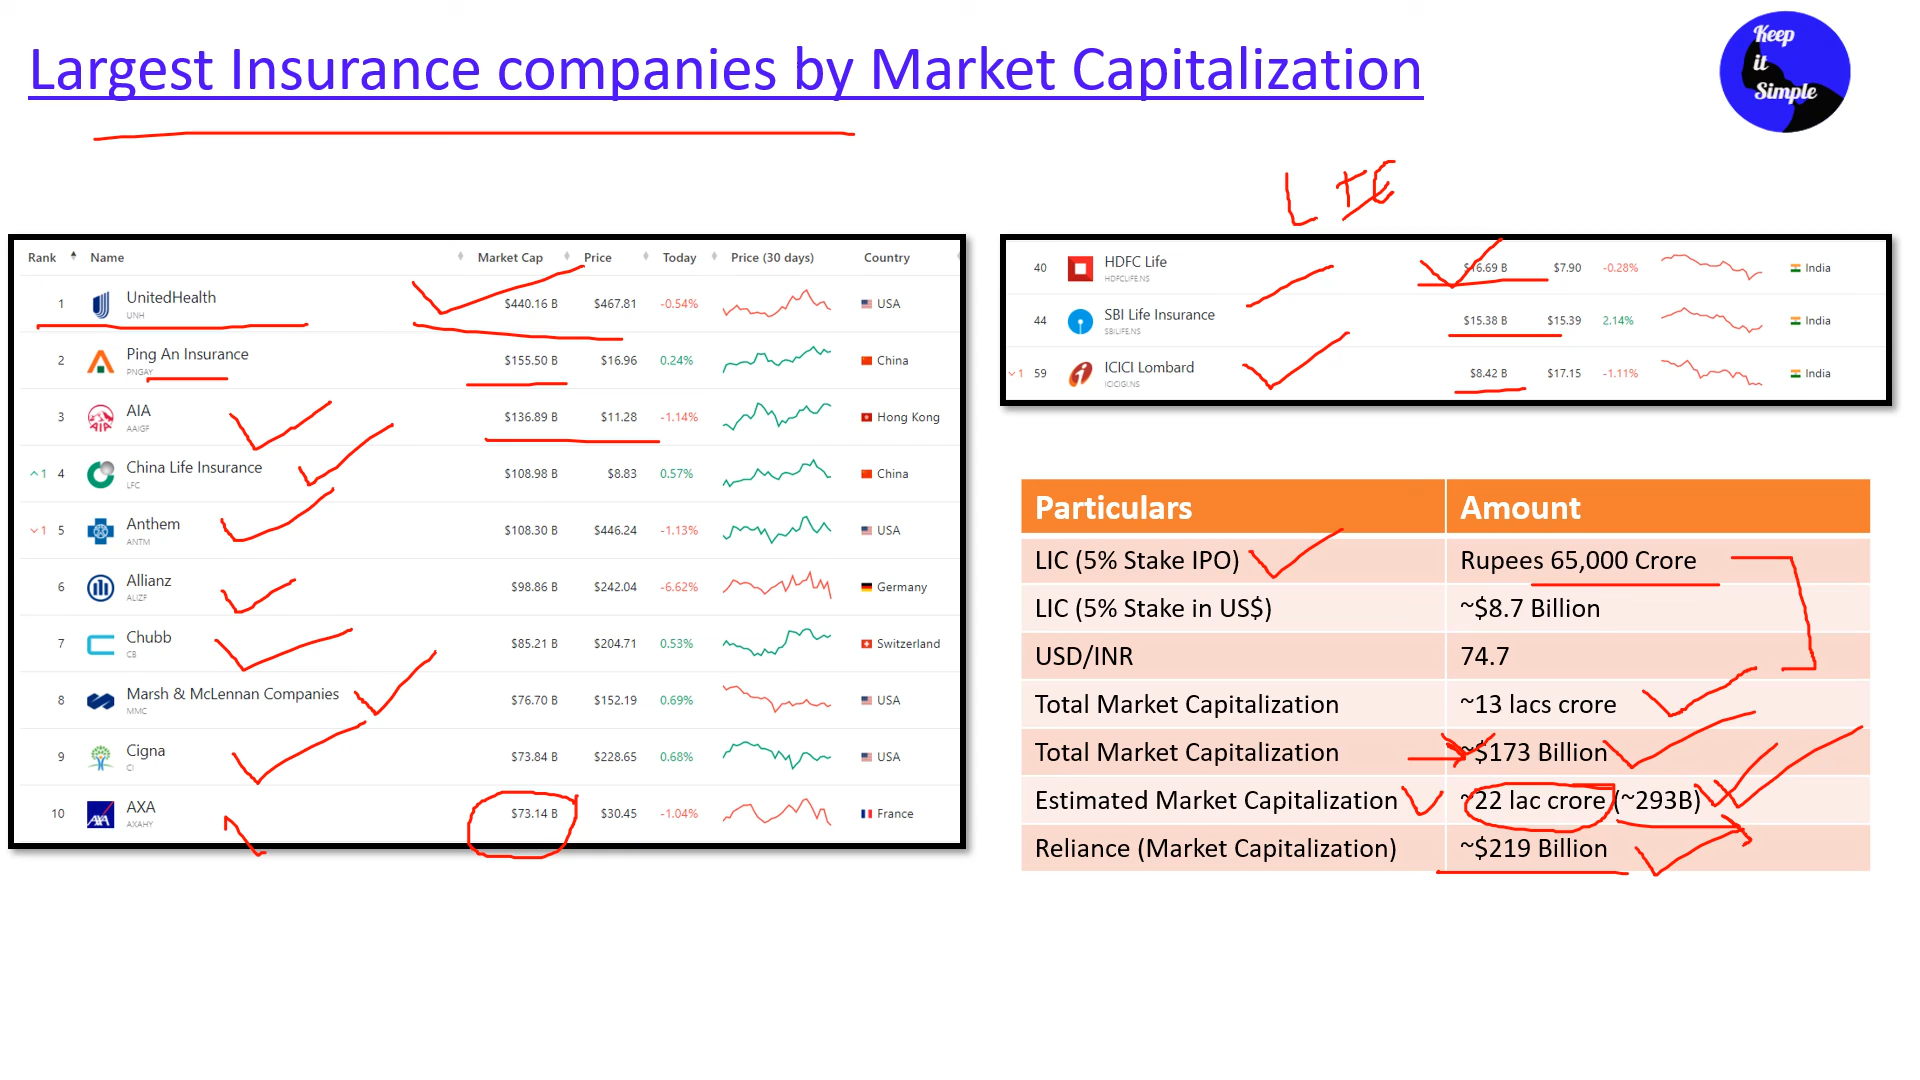 Largest Insurance companies by Market Capitalization
Keep
it
Simple
Rank Name Market Cap Price Today Price (30 days) Country
1 UnitedHealth $440.16 B $467.81 -0.54% USA
UNH
2 Ping An Insurance $155.50 B $16.96 0.24% China
PNGAY
3 AIA $136.89 B $11.28 -1.14% Hong Kong
AAIGF
1 4 China Life Insurance $108.98 B $8.83 0.57% China
LFC
1 5 Anthem $108.30 B $446.24 -1.13% USA
ANTM
6 Allianz $98.86 B $242.04 -6.62% Germany
ALIZF
7 Chubb $85.21 B $204.71 0.53% Switzerland
CB
8 Marsh & McLennan Companies $76.70 B $152.19 0.69% USA
MMC
9 Cigna $73.84 B $228.65 0.68% USA
CI
10 AXA $73.14 B $30.45 -1.04% France
AXAHY
40 HDFC Life $16.69 B $7.90 -0.28% India
HDFCLIFE.NS
44 SBI Life Insurance $15.38 B $15.39 2.14% India
SBILIFE.NS
1 59 ICICI Lombard $8.42 B $17.15 -1.11% India
ICICIGI.NS
Particulars Amount
LIC (5% Stake IPO) Rupees 65,000 Crore
LIC (5% Stake in US$) ~$8.7 Billion
USD/INR 74.7
Total Market Capitalization ~13 lacs crore
Total Market Capitalization ~$173 Billion
Estimated Market Capitalization ~22 lac crore (~293B)
Reliance (Market Capitalization) ~$219 Billion